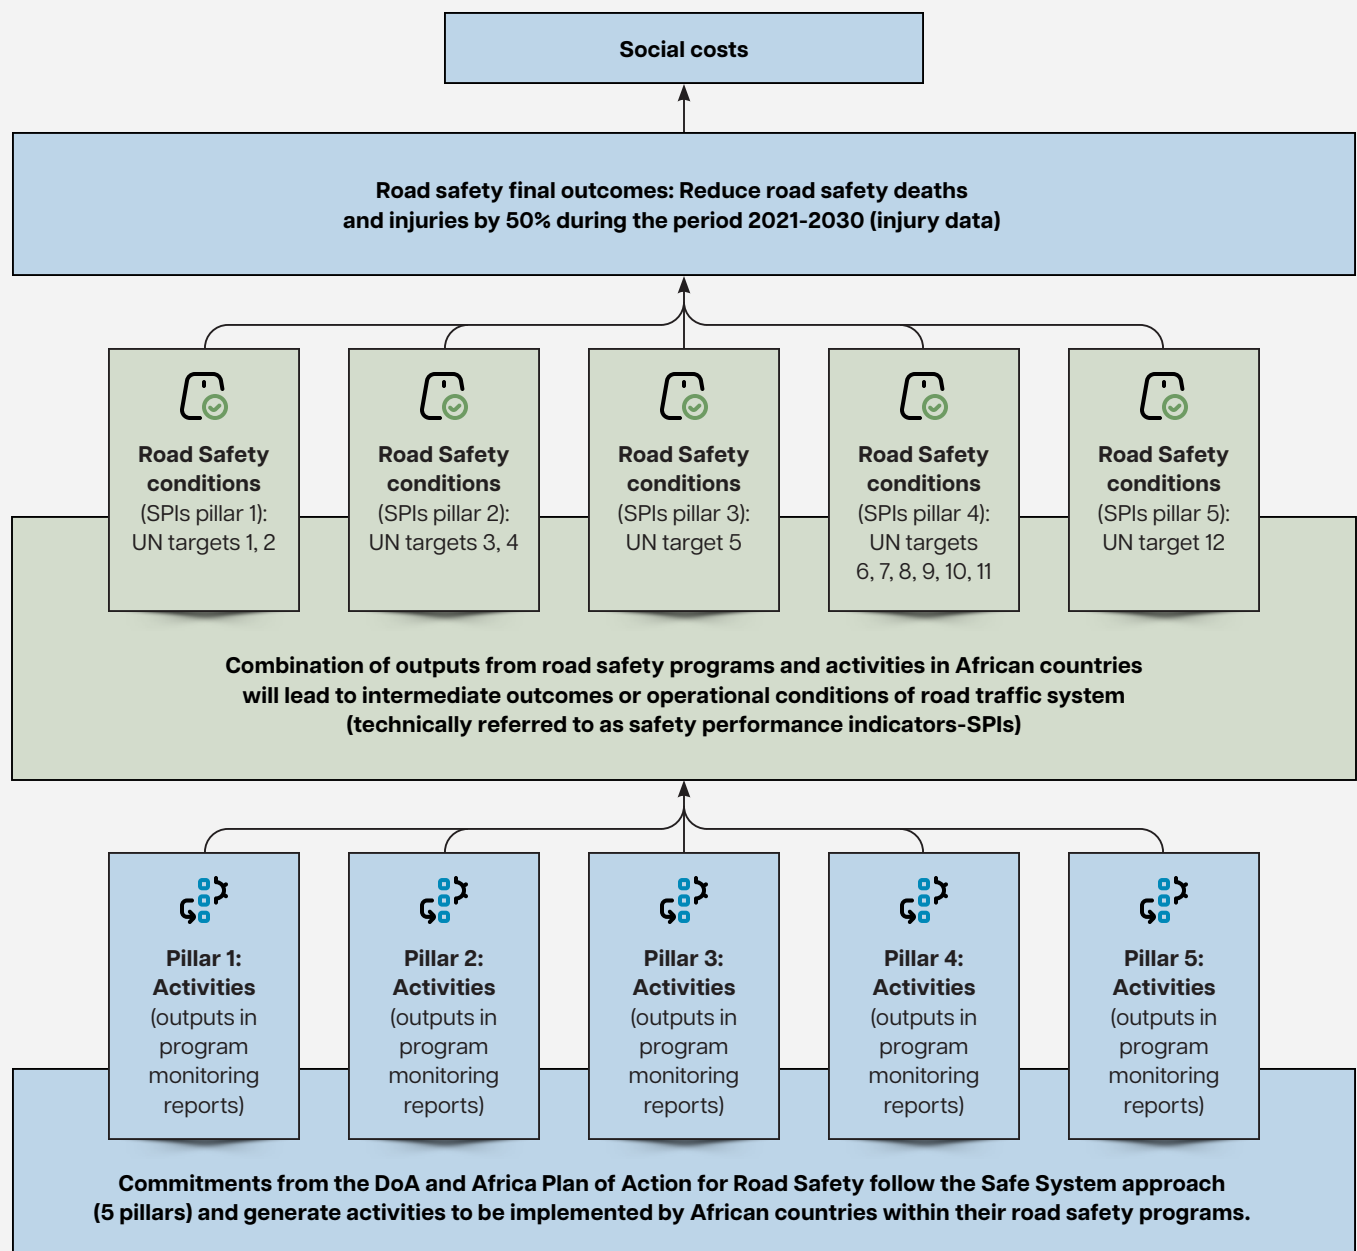 Social costs
Road safety final outcomes: Reduce road safety deaths
and injuries by 50% during the period 2021-2030 (injury data)
Road Safety
conditions
(SPIs pillar 1):
UN targets 1, 2
Road Safety
conditions
(SPIs pillar 2):
UN targets 3, 4
Road Safety
conditions
(SPIs pillar 3):
UN target 5
Road Safety
conditions
(SPIs pillar 4):
UN targets
6, 7, 8, 9, 10, 11
Road Safety
conditions
(SPIs pillar 5):
UN target 12
Combination of outputs from road safety programs and activities in African countries
will lead to intermediate outcomes or operational conditions of road traffic system
(technically referred to as safety performance indicators-SPIs)
Pillar 1:
Activities
(outputs in
program
monitoring
reports)
Pillar 2:
Activities
(outputs in
program
monitoring
reports)
Pillar 3:
Activities
(outputs in
program
monitoring
reports)
Pillar 4:
Activities
(outputs in
program
monitoring
reports)
Pillar 5:
Activities
(outputs in
program
monitoring
reports)
Commitments from the DoA and Africa Plan of Action for Road Safety follow the Safe System approach
(5 pillars) and generate activities to be implemented by African countries within their road safety programs.